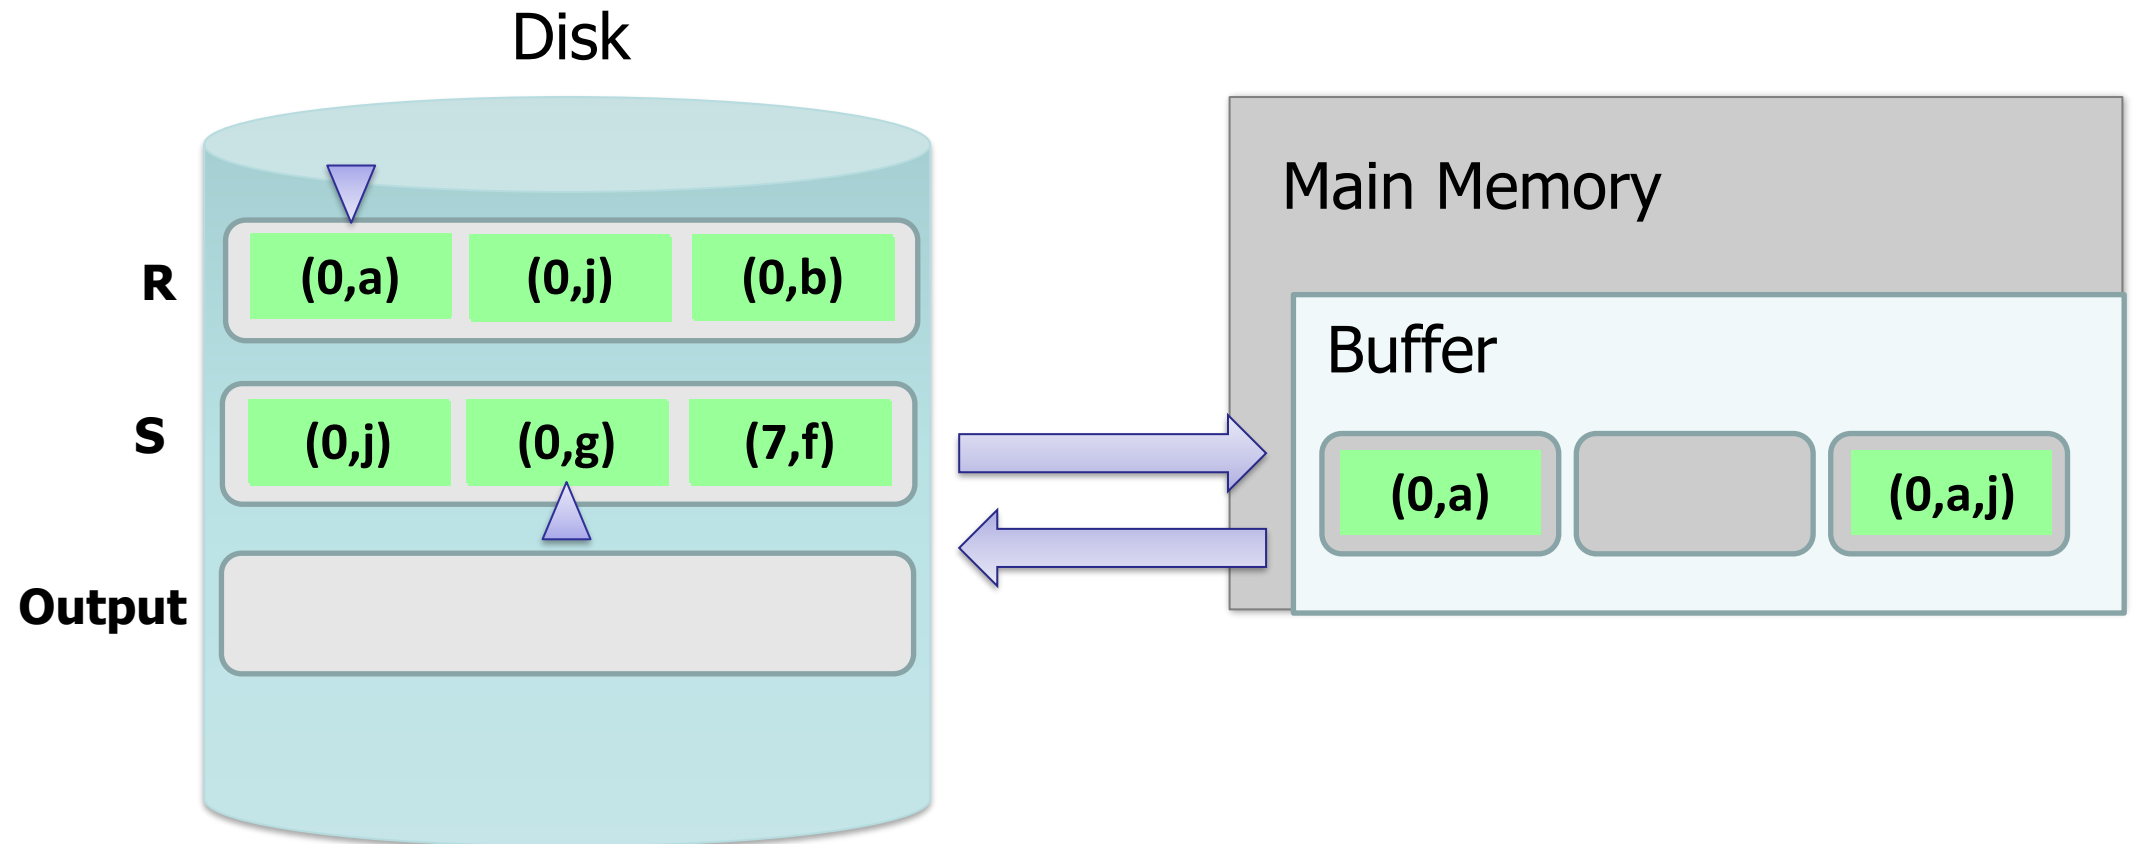 Disk
Main Memory
R (0,a) (0,j) (0,b)
Buffer
S (0,j) (0,g) (7,f)
(0,a) (0,a,j)
Output